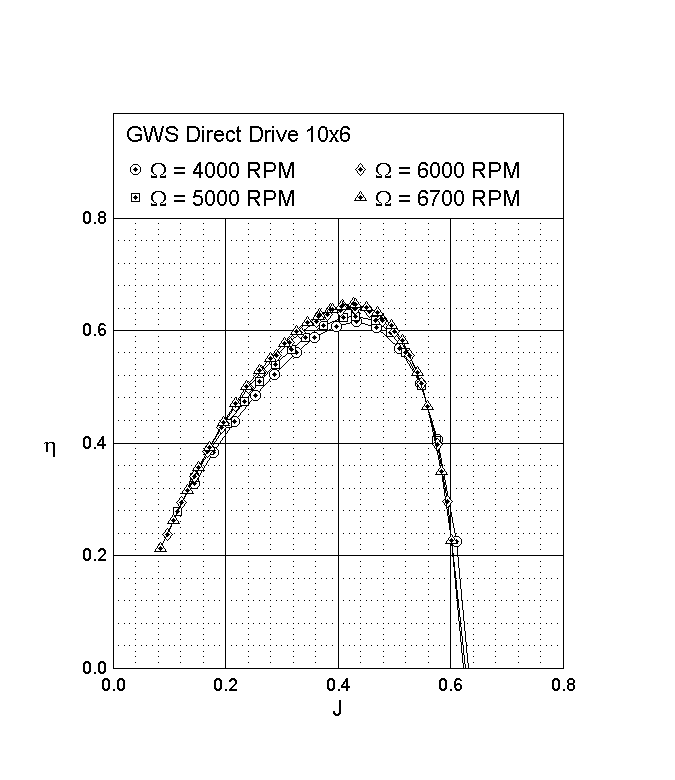 GWS Direct Drive 10x6
Ω = 4000 RPM Ω = 6000 RPM
Ω = 5000 RPM Ω = 6700 RPM
0.8
0.6
0.4
η
0.2
0.0
0.0 0.2 0.4 0.6 0.8
J